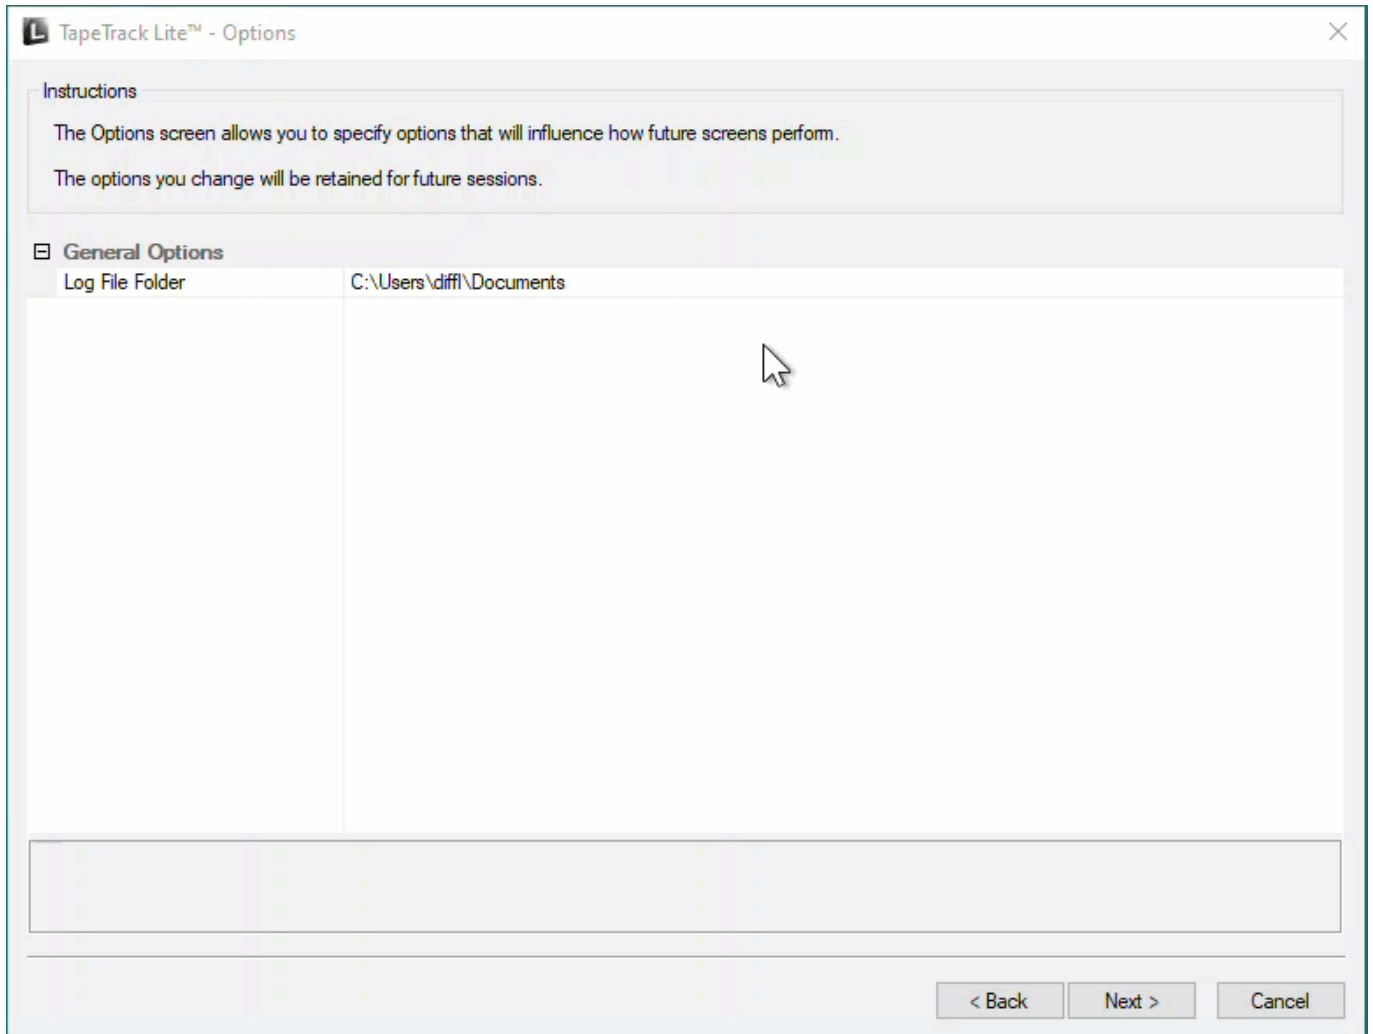 TapeTrack Lite™ - Options
Instructions
The Options screen allows you to specify options that will influence how future screens perform.
The options you change will be retained for future sessions.
General Options
Log File Folder C:\Users\diffl\Documents
< Back Next > Cancel